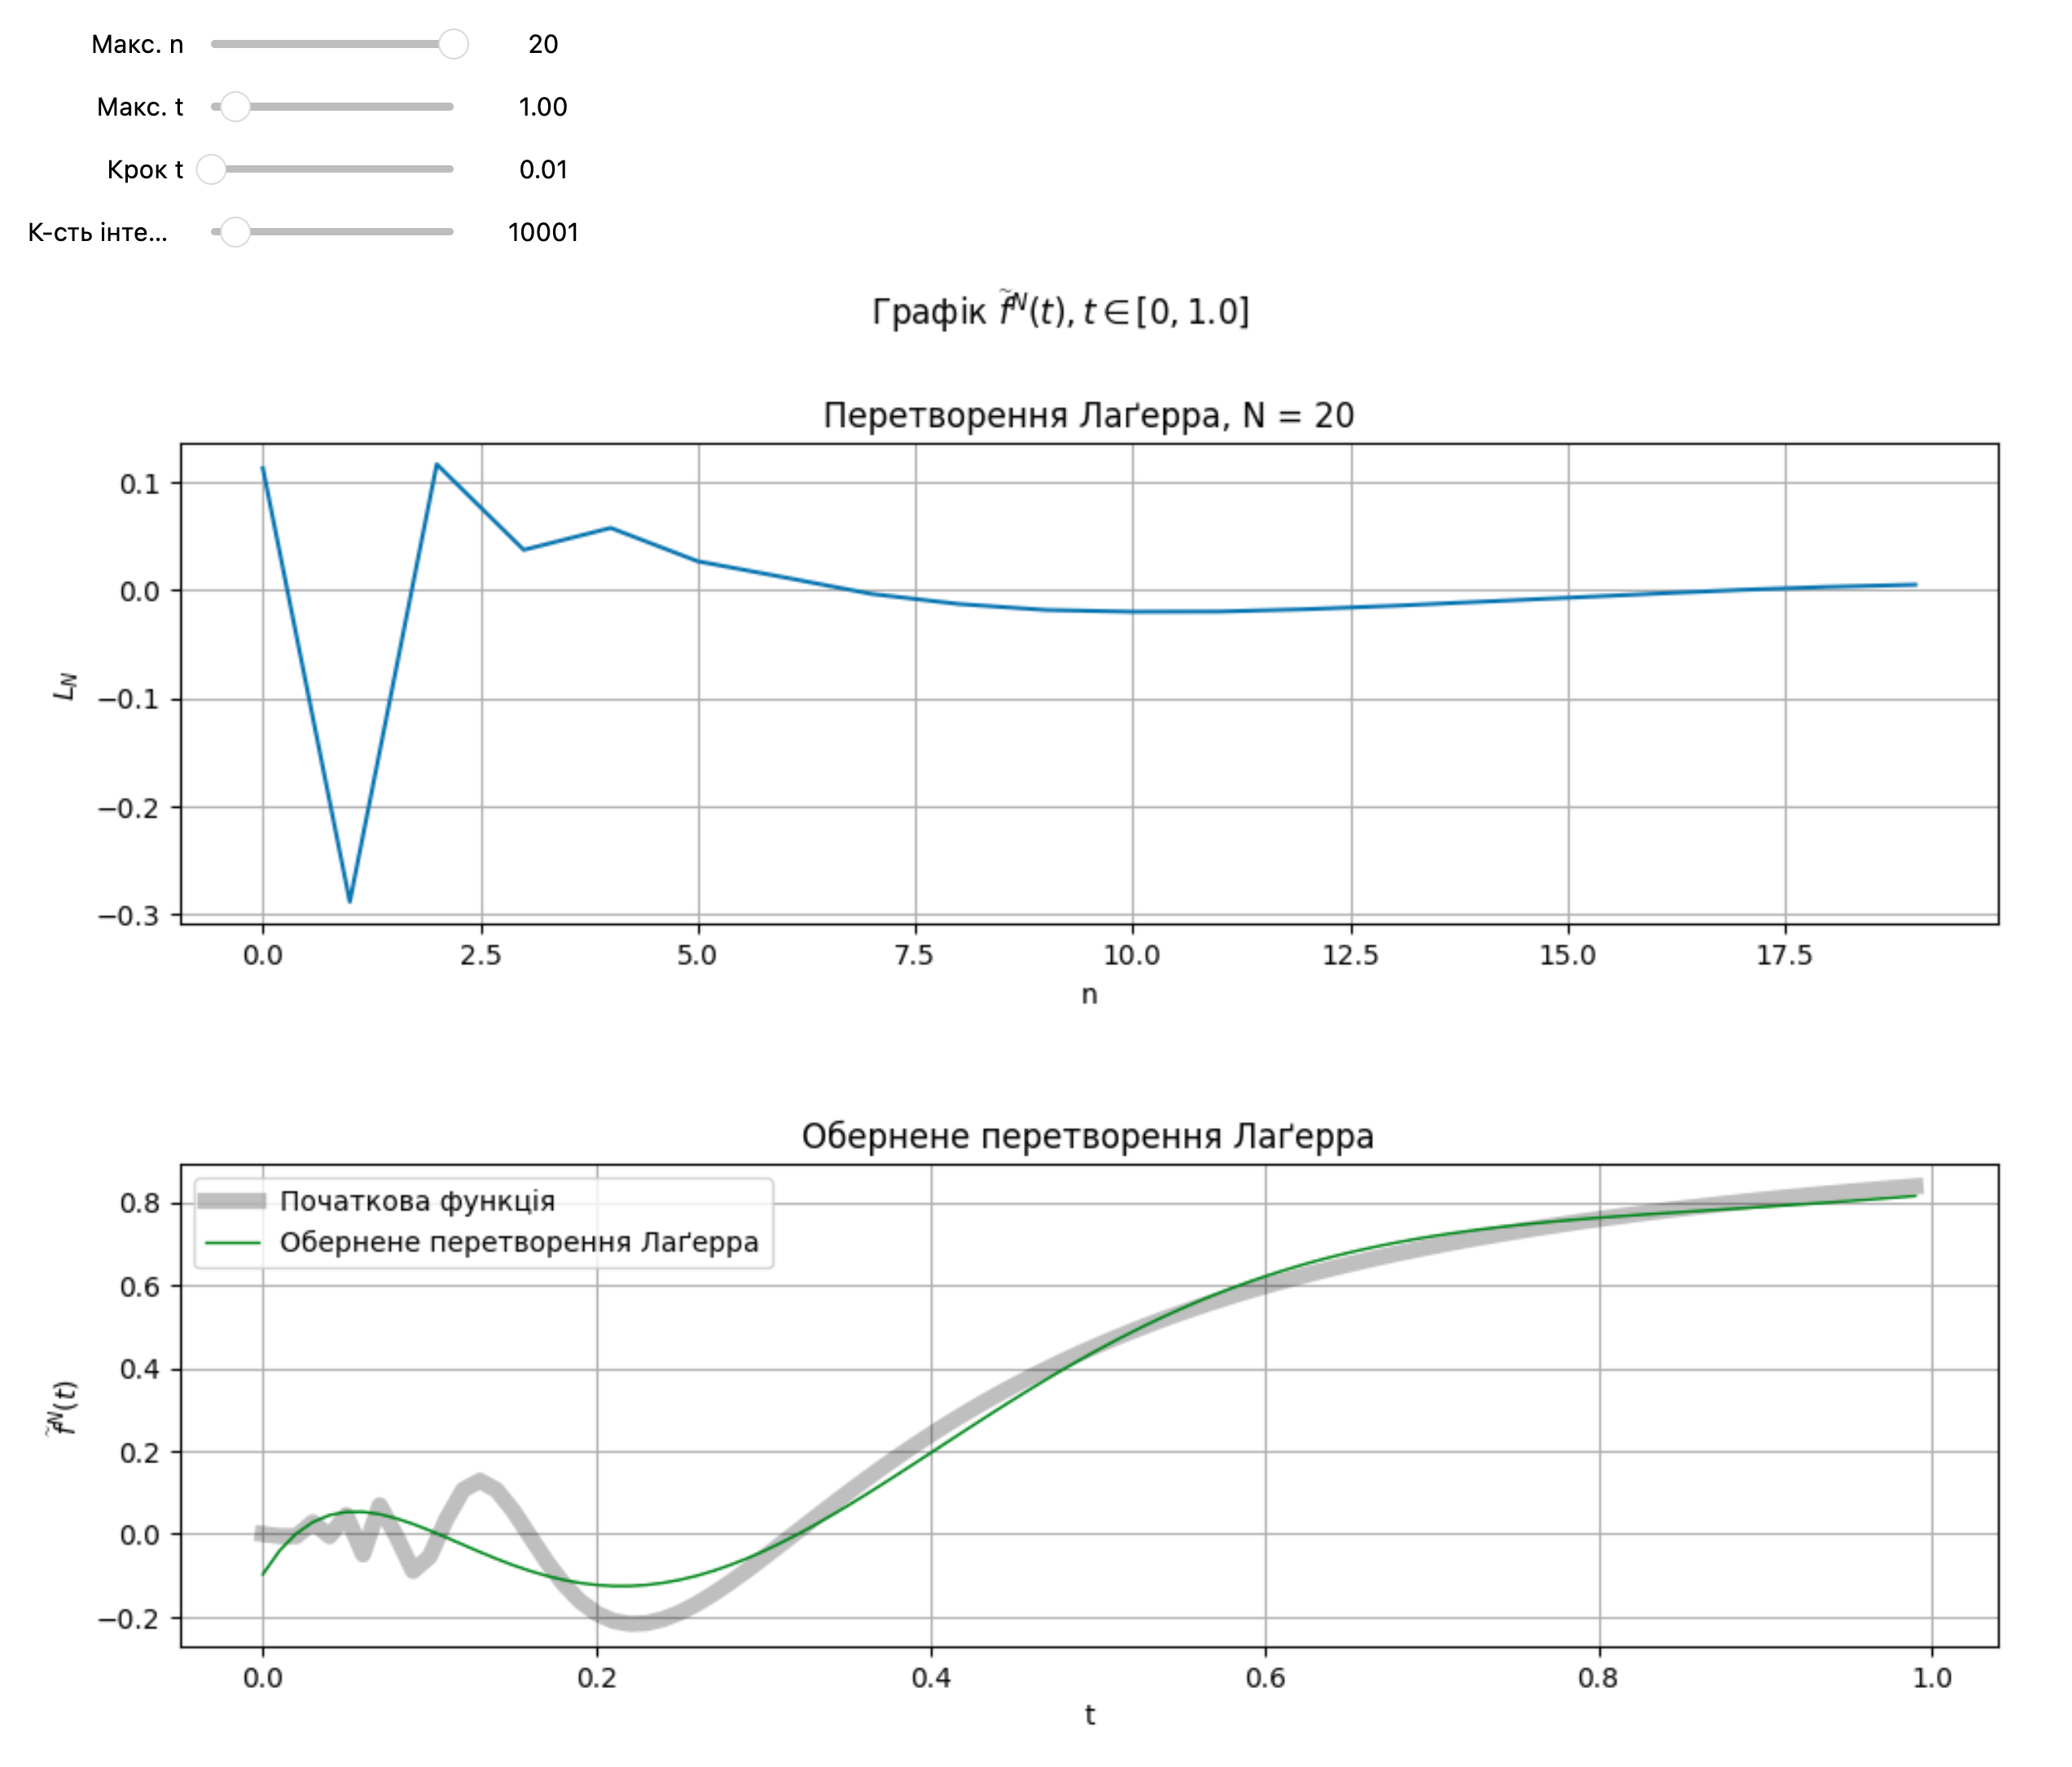 Макс. n 20
Макс. t 1.00
Крок t 0.01
К-сть інте... 10001
Графік f̃ᴺ(t), t ∈ [0, 1.0]
Перетворення Лаґерра, N = 20
0.1
0.0
−0.1
−0.2
−0.3
L_N
0.0 2.5 5.0 7.5 10.0 12.5 15.0 17.5
n
Обернене перетворення Лаґерра
Початкова функція
Обернене перетворення Лаґерра
0.8
0.6
0.4
0.2
0.0
−0.2
f̃ᴺ(t)
0.0 0.2 0.4 0.6 0.8 1.0
t